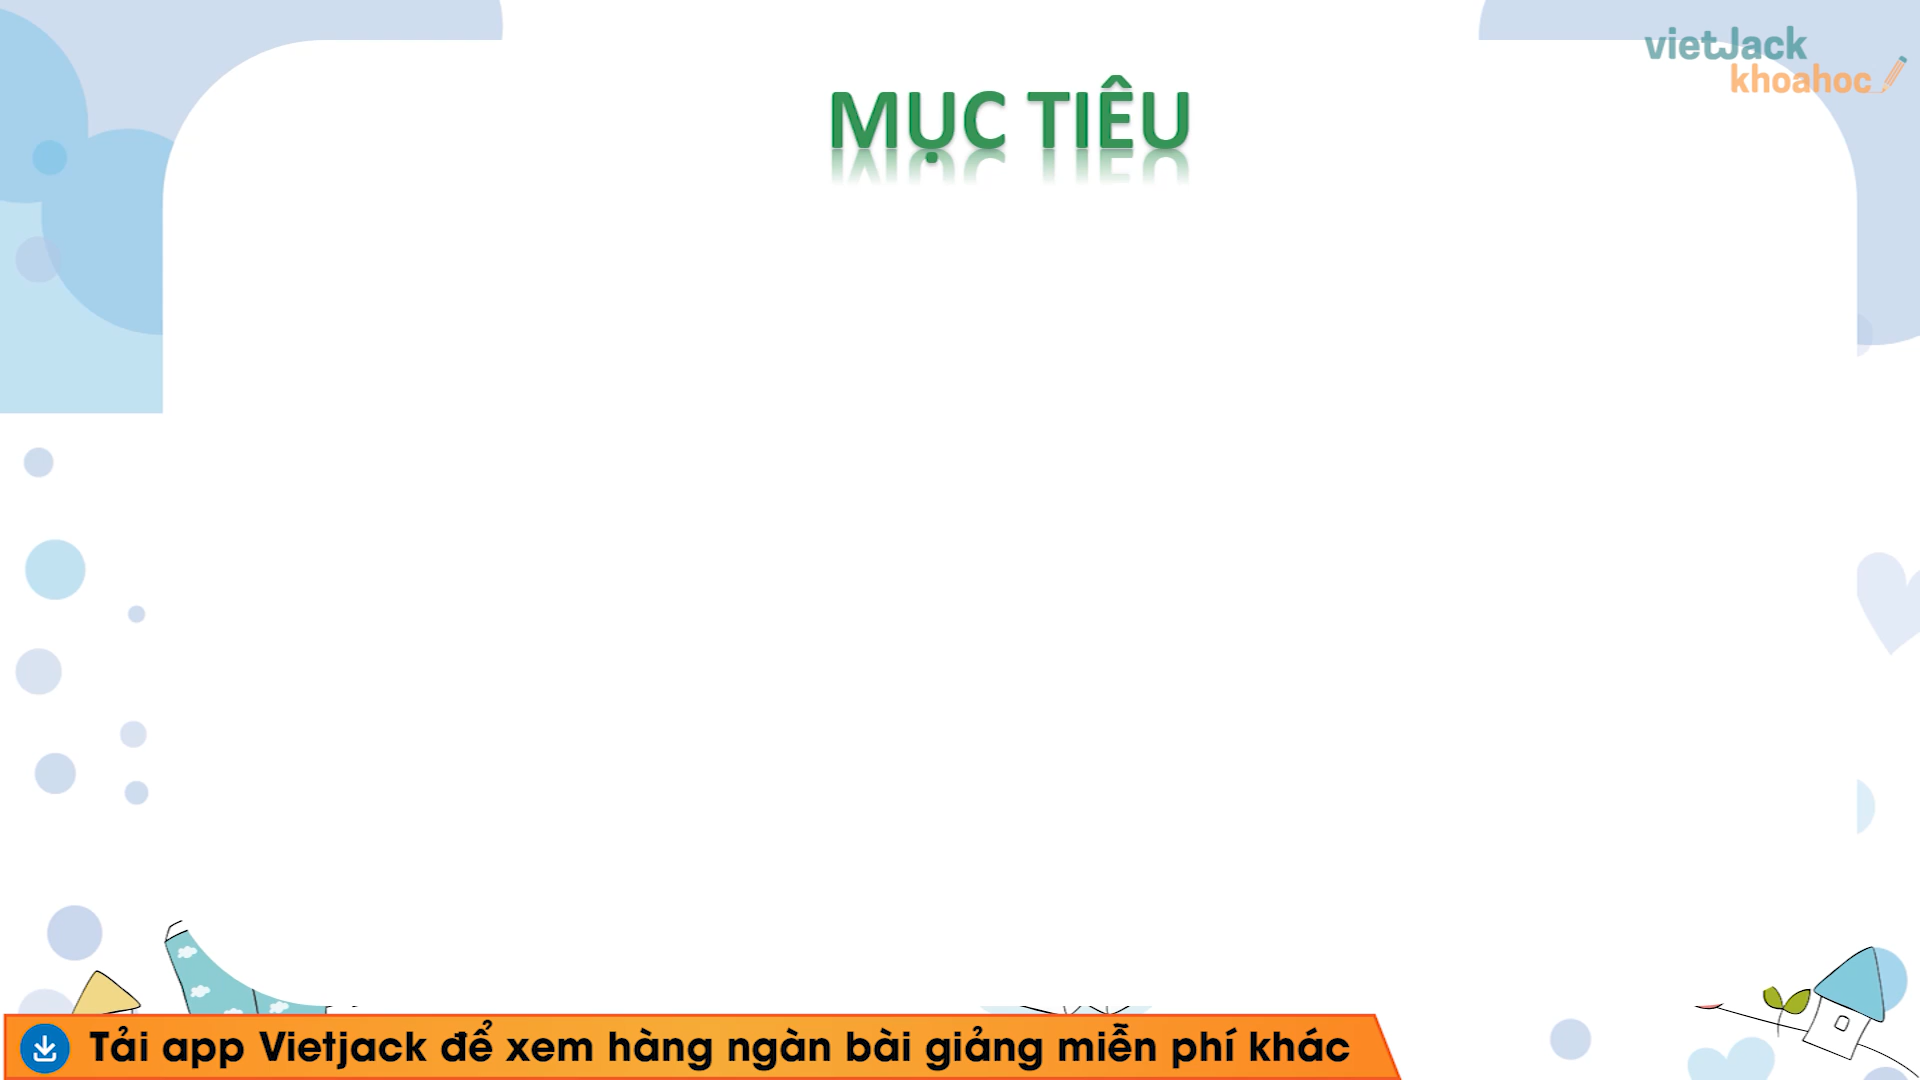 vietJack
khoahoc
MỤC TIÊU
Tải app Vietjack để xem hàng ngàn bài giảng miễn phí khác